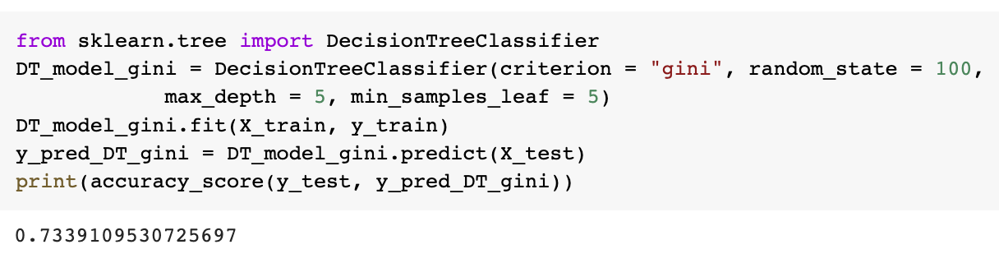 from sklearn.tree import DecisionTreeClassifier
DT_model_gini = DecisionTreeClassifier(criterion = "gini", random_state = 100,
            max_depth = 5, min_samples_leaf = 5)
DT_model_gini.fit(X_train, y_train)
y_pred_DT_gini = DT_model_gini.predict(X_test)
print(accuracy_score(y_test, y_pred_DT_gini))
0.7339109530725697